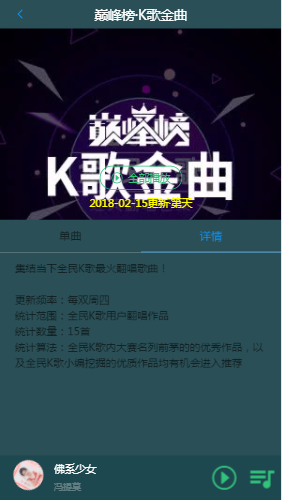 巅峰榜·K歌金曲
巅峰榜
K歌金曲
全部播放
2018-02-15更新·第天
单曲
详情
集结当下全民K歌最火翻唱歌曲！
更新频率：每双周四
统计范围：全民K歌用户翻唱作品
统计数量：15首
统计算法：全民K歌内大赛名列前茅的的优秀作品，以
及全民K歌小编挖掘的优质作品均有机会进入推荐
佛系少女
冯提莫